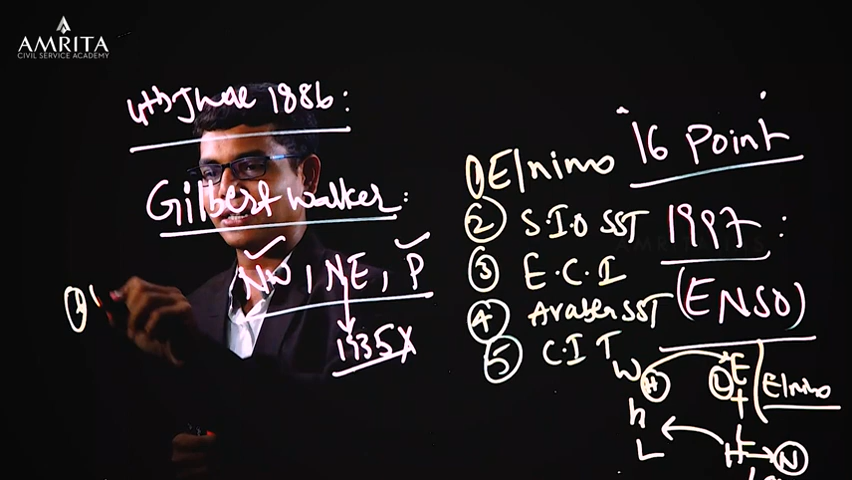 AMRITA
CIVIL SERVICE ACADEMY
4th June 1886:
Gilbert walker:
NW, NE, P
1935 X
① Elnino
② S.I.O SST
③ E.C.I
④ Arabian SST
⑤ C.I T
"16 Point
1997:
(ENSO)
W H L E Elnino
h
L H N